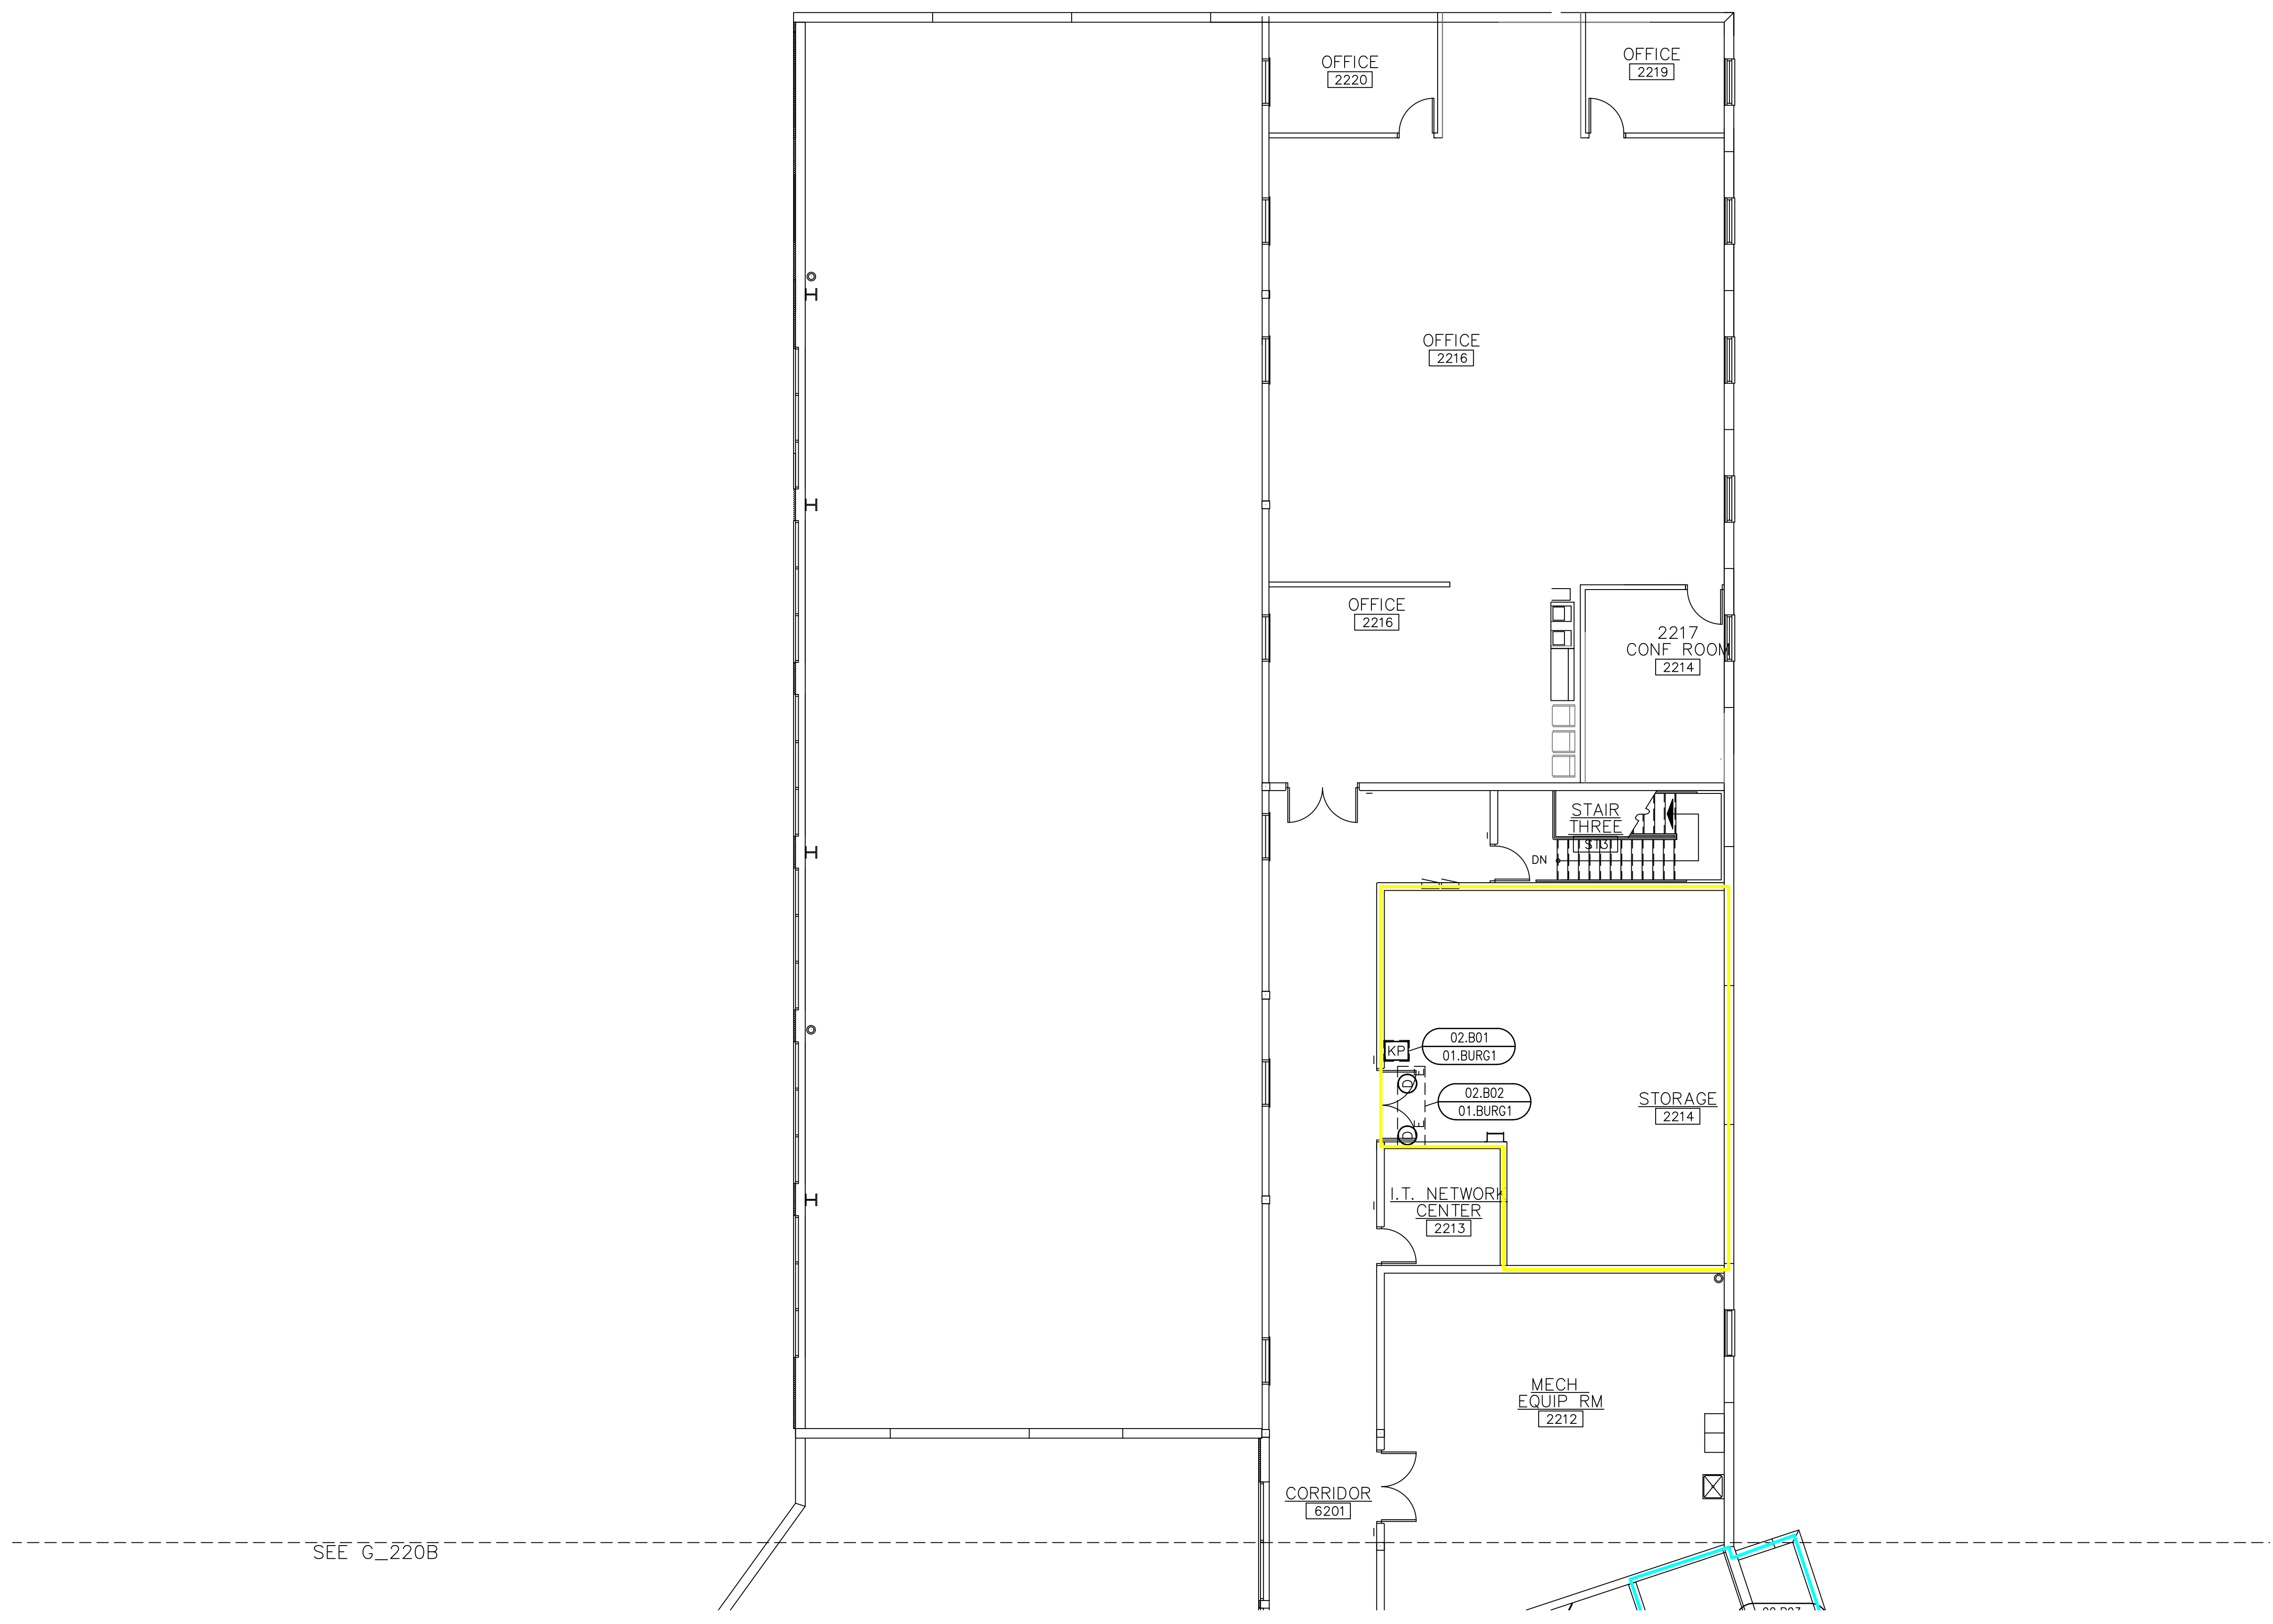 OFFICE
2220
OFFICE
2219
OFFICE
2216
OFFICE
2216
2217
CONF ROOM
2214
STAIR
THREE
ST3
DN
KP
02.B01
01.BURG1
D
02.B02
01.BURG1
D
STORAGE
2214
I.T. NETWORK
CENTER
2213
MECH
EQUIP RM
2212
CORRIDOR
6201
SEE G_220B